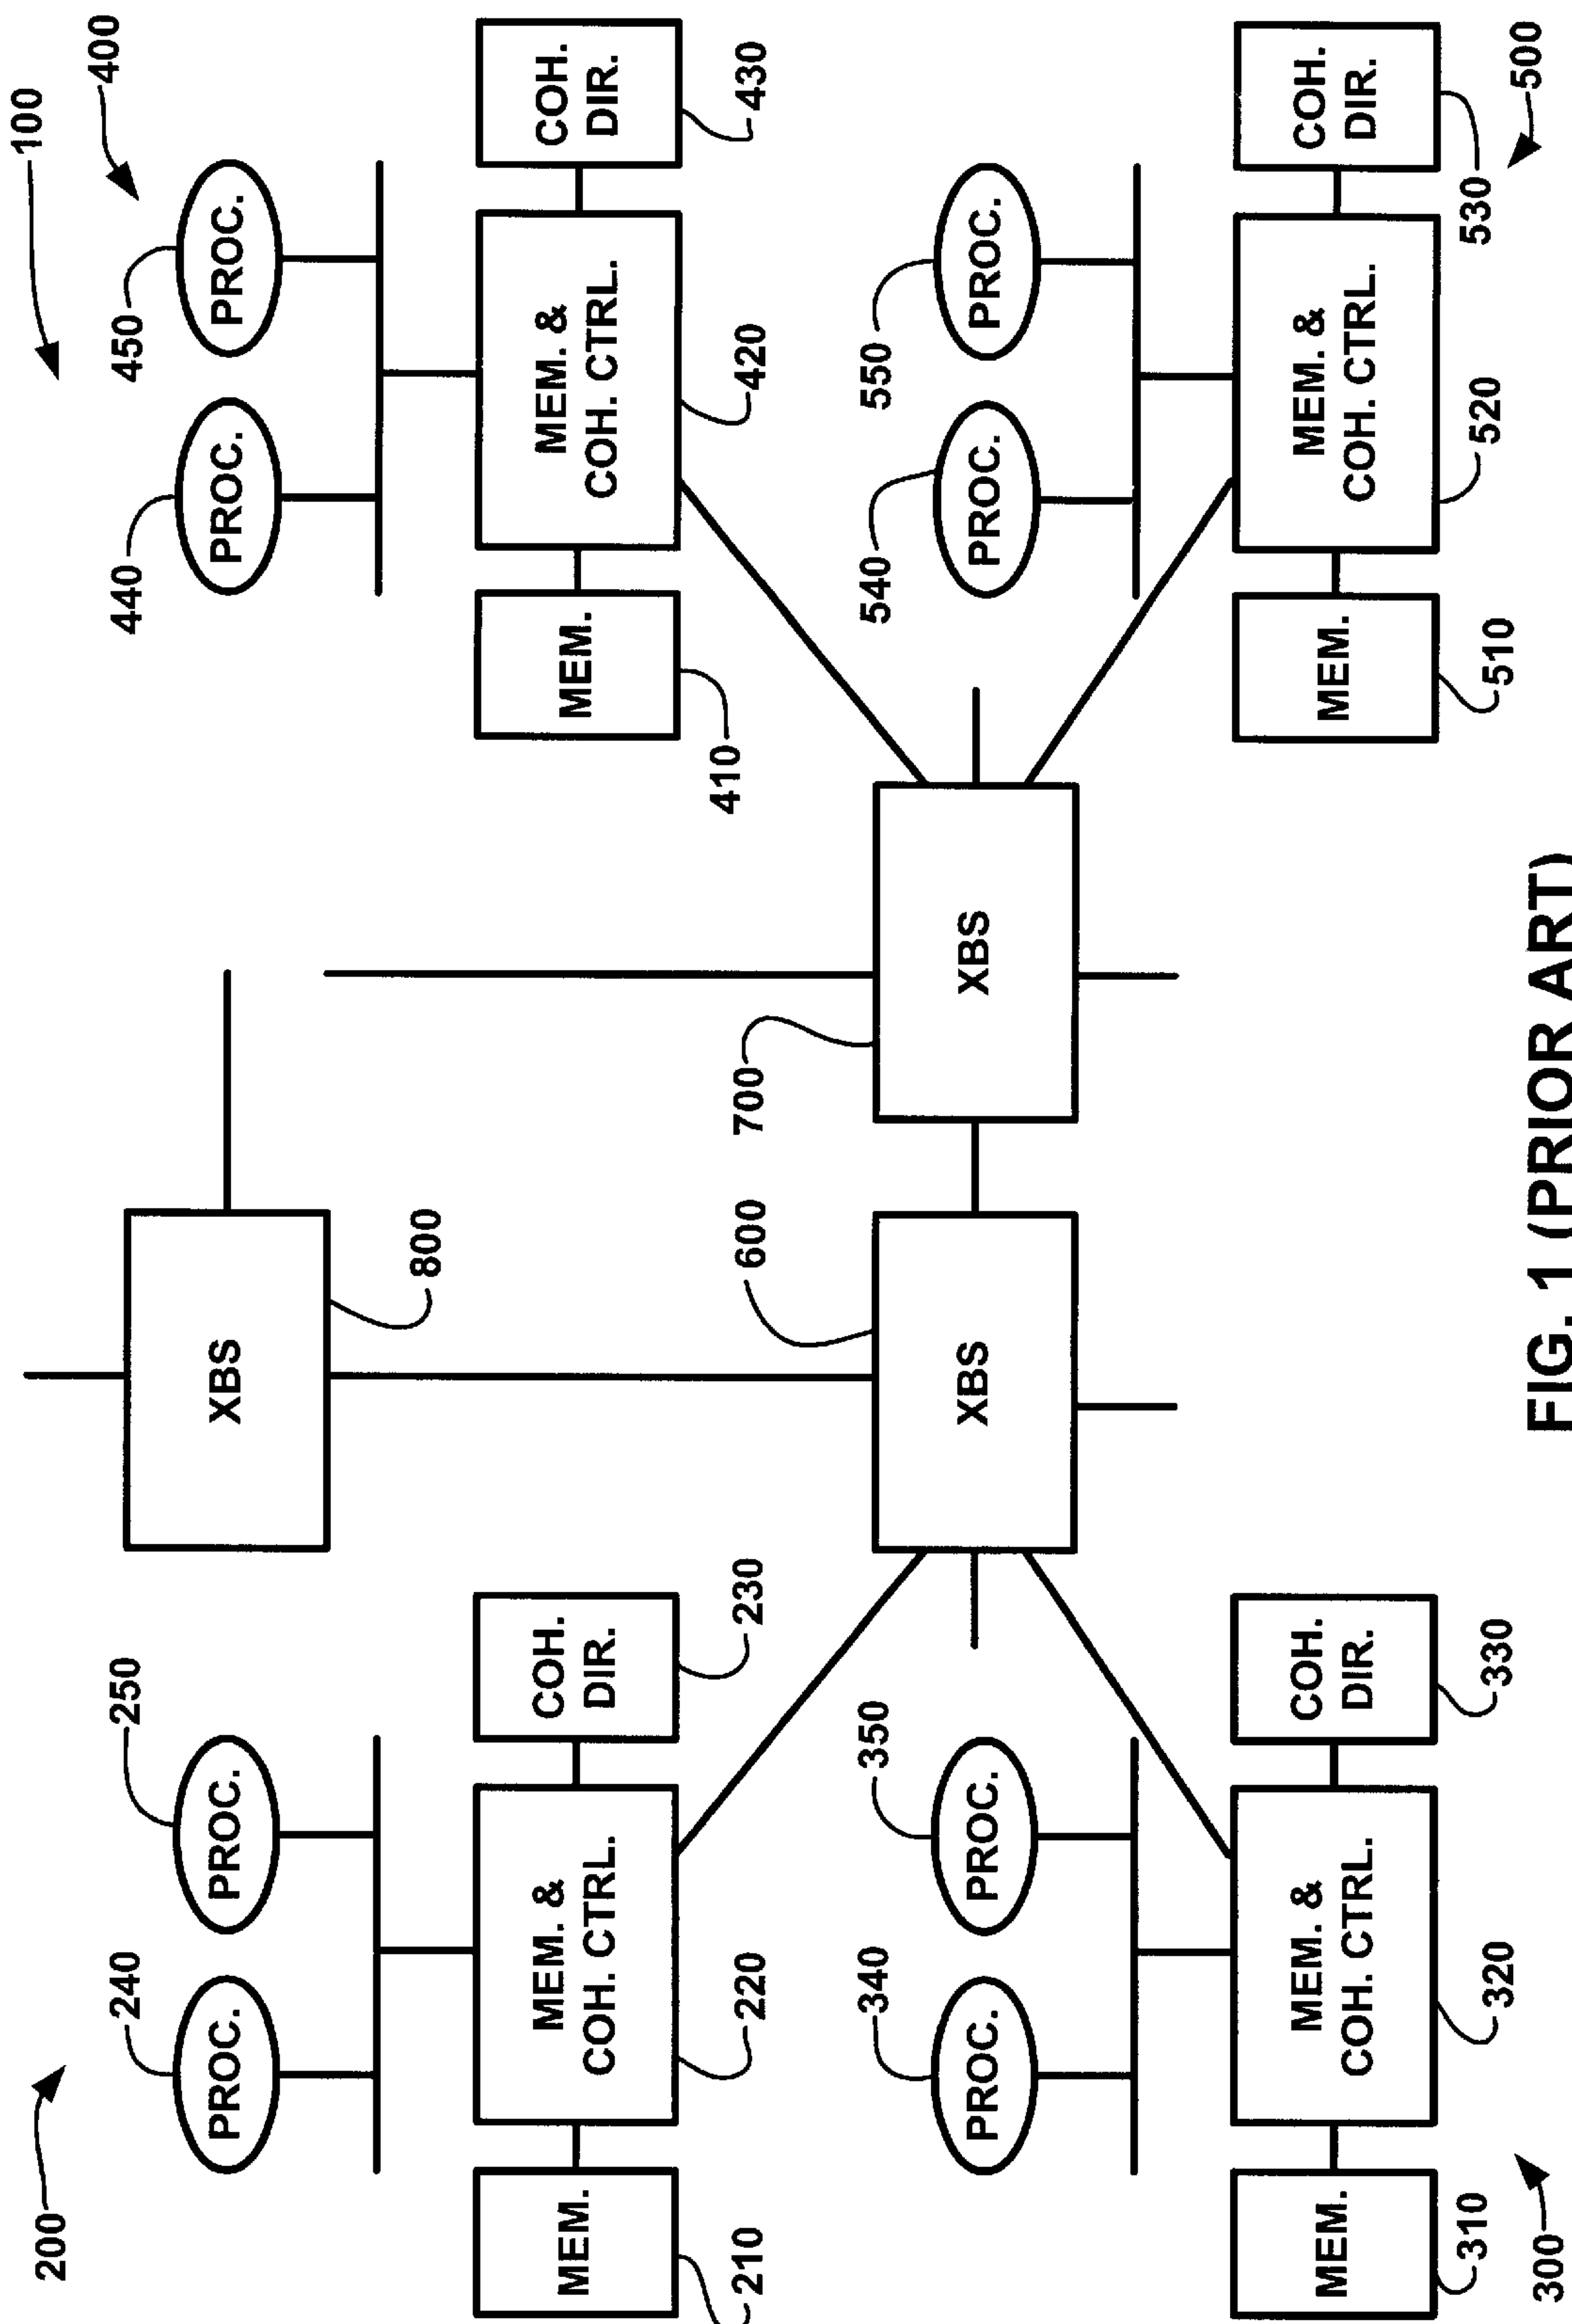 100
200
240
250
PROC.
PROC.
MEM.
MEM. &
COH. CTRL.
COH.
DIR.
210
220
230
XBS
800
400
440
450
PROC.
PROC.
MEM.
MEM. &
COH. CTRL.
COH.
DIR.
410
420
430
340
350
PROC.
PROC.
600
XBS
700
XBS
540
550
PROC.
PROC.
MEM.
MEM. &
COH. CTRL.
COH.
DIR.
300
310
320
330
MEM.
MEM. &
COH. CTRL.
COH.
DIR.
510
520
530
500
FIG. 1 (PRIOR ART)